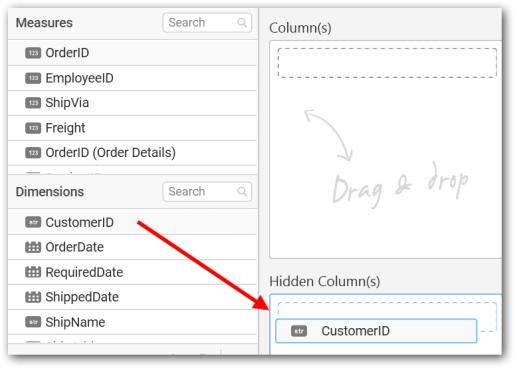 Measures
Search
123 OrderID
123 EmployeeID
123 ShipVia
123 Freight
123 OrderID (Order Details)
Dimensions
Search
str CustomerID
OrderDate
RequiredDate
ShippedDate
ShipName
Column(s)
Drag & drop
Hidden Column(s)
str CustomerID